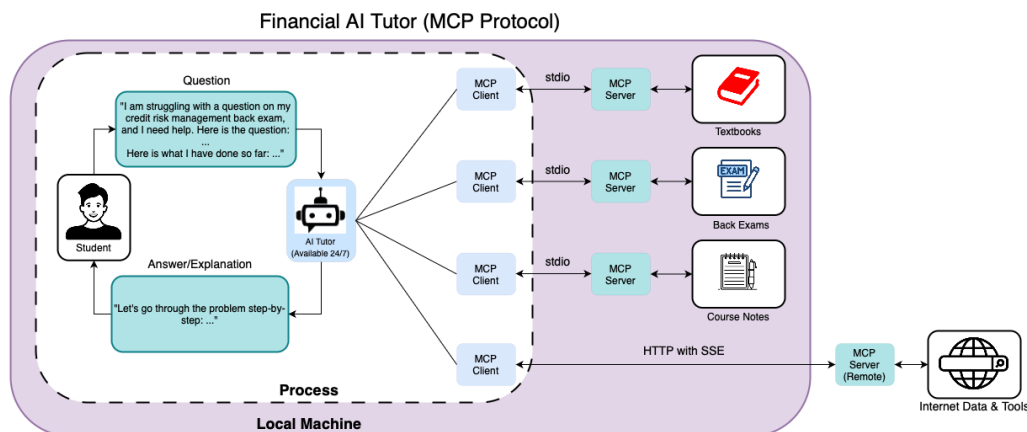 Financial AI Tutor (MCP Protocol)
Question
"I am struggling with a question on my
credit risk management back exam,
and I need help. Here is the question:
...
Here is what I have done so far: ..."
Student
AI Tutor
(Available 24/7)
Answer/Explanation
"Let's go through the problem step-by-
step: ..."
MCP
Client
stdio
MCP
Server
Textbooks
MCP
Client
stdio
MCP
Server
EXAM
Back Exams
MCP
Client
stdio
MCP
Server
Course Notes
MCP
Client
HTTP with SSE
MCP
Server
(Remote)
Internet Data & Tools
Process
Local Machine